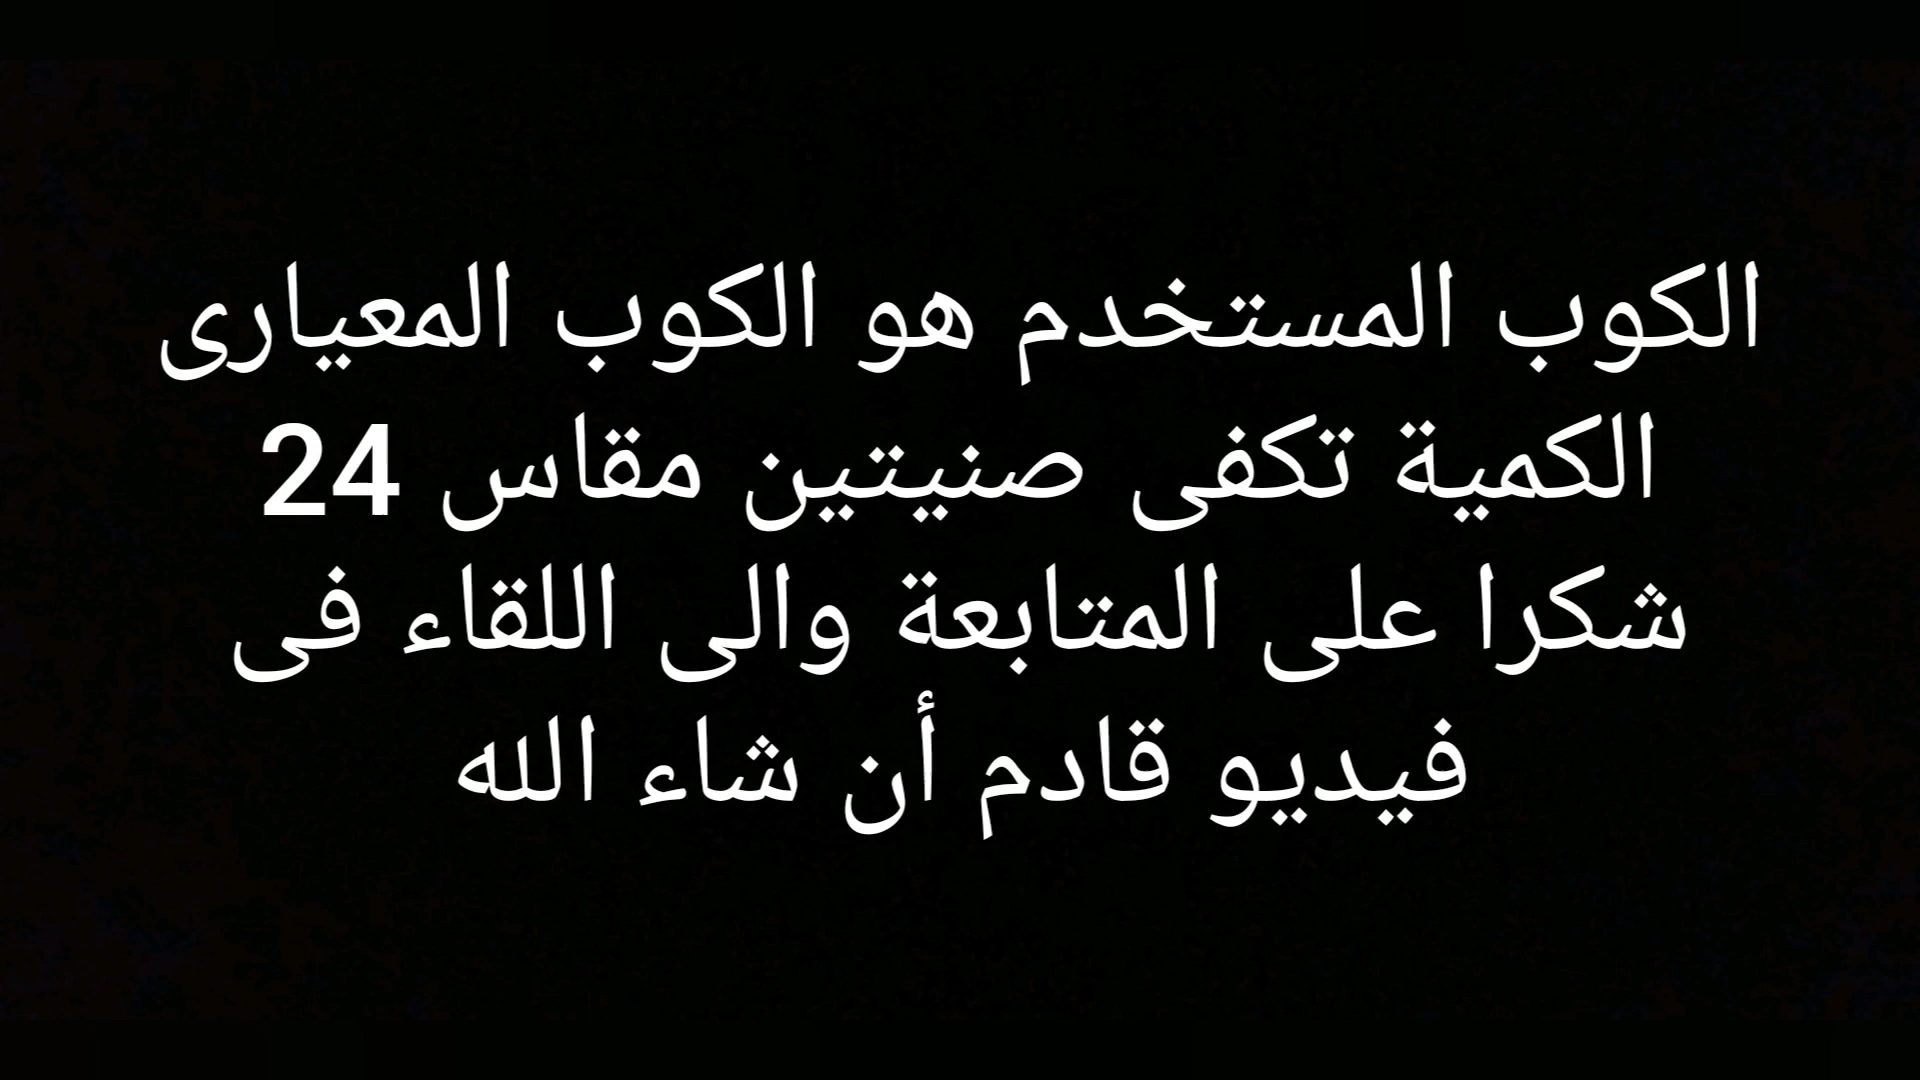 الكوب المستخدم هو الكوب المعيارى
الكمية تكفى صنيتين مقاس 24
شكرا على المتابعة والى اللقاء فى
فيديو قادم أن شاء الله